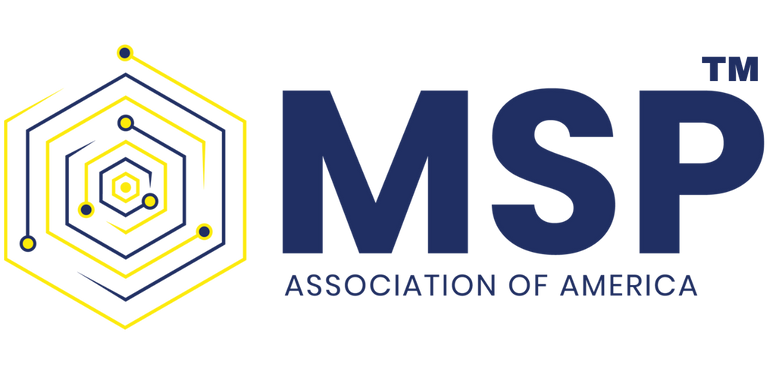 MSP™
ASSOCIATION OF AMERICA